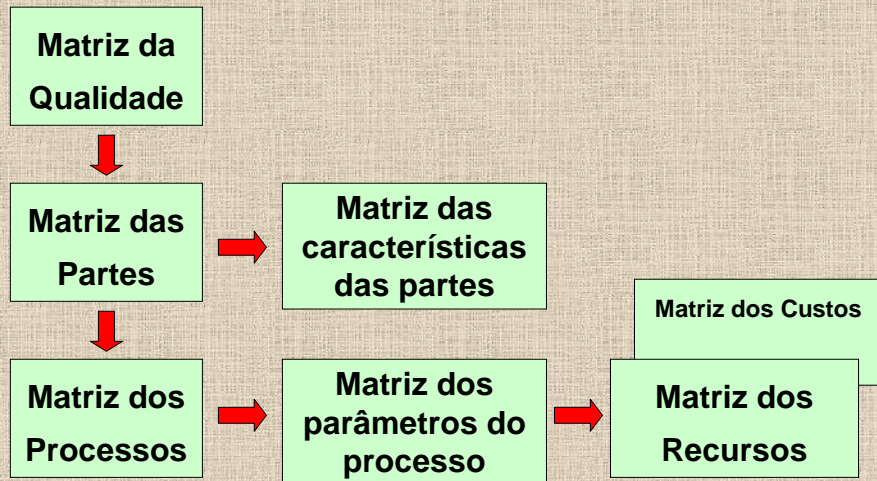 Matriz da
Qualidade
Matriz das
Partes
Matriz das
características
das partes
Matriz dos Custos
Matriz dos
Processos
Matriz dos
parâmetros do
processo
Matriz dos
Recursos